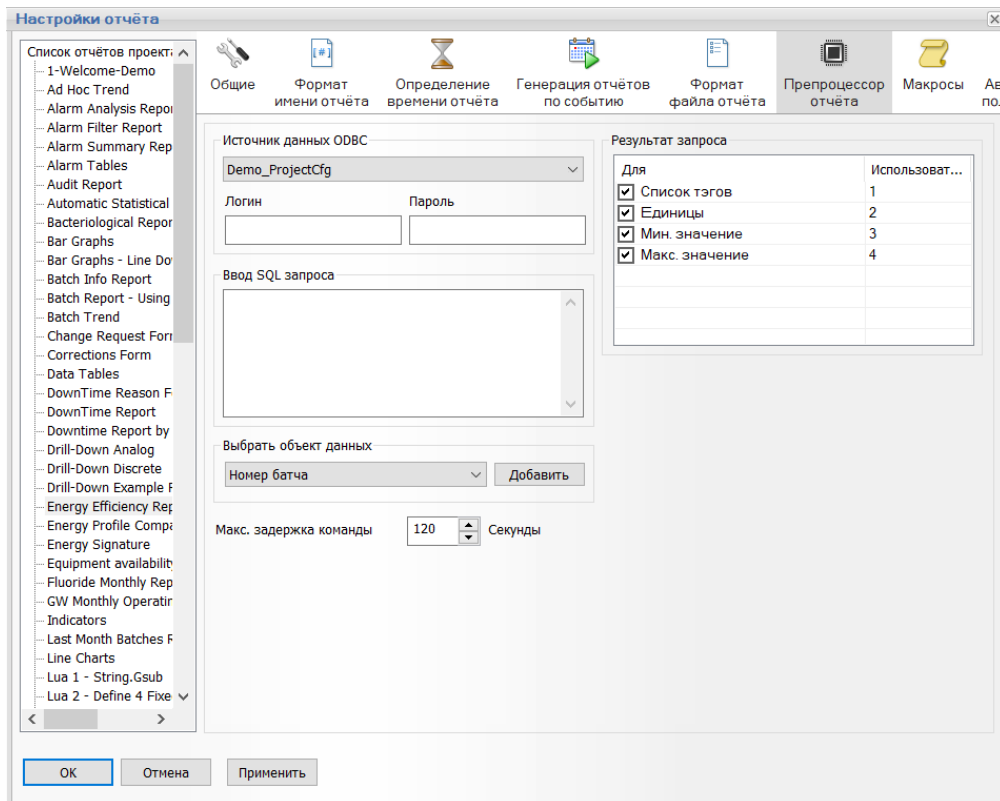 Настройки отчёта
Список отчётов проект
1-Welcome-Demo
Ad Hoc Trend
Alarm Analysis Repo
Alarm Filter Report
Alarm Summary Rep
Alarm Tables
Audit Report
Automatic Statistical
Bacteriological Repor
Bar Graphs
Bar Graphs - Line Do
Batch Info Report
Batch Report - Using
Batch Trend
Change Request For
Corrections Form
Data Tables
DownTime Reason F
DownTime Report
Downtime Report by
Drill-Down Analog
Drill-Down Discrete
Drill-Down Example F
Energy Efficiency Rep
Energy Profile Compa
Energy Signature
Equipment availability
Fluoride Monthly Rep
GW Monthly Operatin
Indicators
Last Month Batches R
Line Charts
Lua 1 - String.Gsub
Lua 2 - Define 4 Fixe
Общие
Формат
имени отчёта
Определение
времени отчёта
Генерация отчётов
по событию
Формат
файла отчёта
Препроцессор
отчёта
Макросы
Ав
по
Источник данных ODBC
Demo_ProjectCfg
Логин Пароль
Ввод SQL запроса
Выбрать объект данных
Номер батча Добавить
Макс. задержка команды 120 Секунды
Результат запроса
Для Использоват...
Список тэгов 1
Единицы 2
Мин. значение 3
Макс. значение 4
ОК Отмена Применить